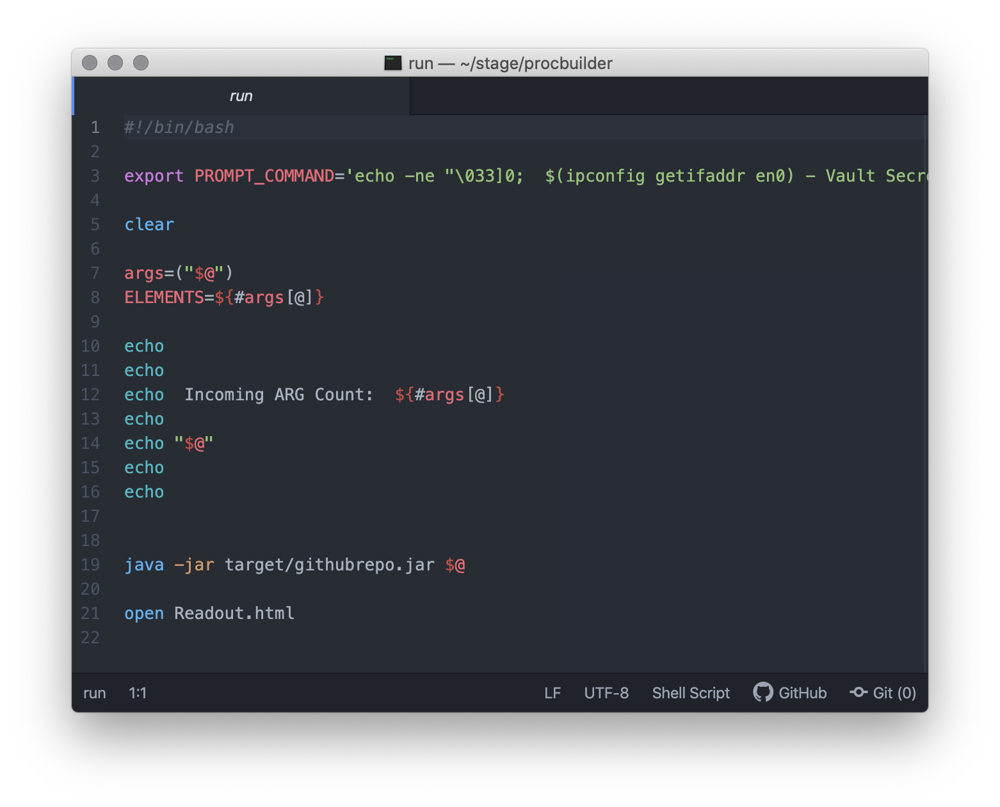 run — ~/stage/procbuilder
run
1 #!/bin/bash
2
3 export PROMPT_COMMAND='echo -ne "\033]0;  $(ipconfig getifaddr en0) - Vault
4
5 clear
6
7 args=("$@")
8 ELEMENTS=${#args[@]}
9
10 echo
11 echo
12 echo  Incoming ARG Count:  ${#args[@]}
13 echo
14 echo "$@"
15 echo
16 echo
17
18
19 java -jar target/githubrepo.jar $@
20
21 open Readout.html
22
run 1:1 LF UTF-8 Shell Script GitHub Git (0)